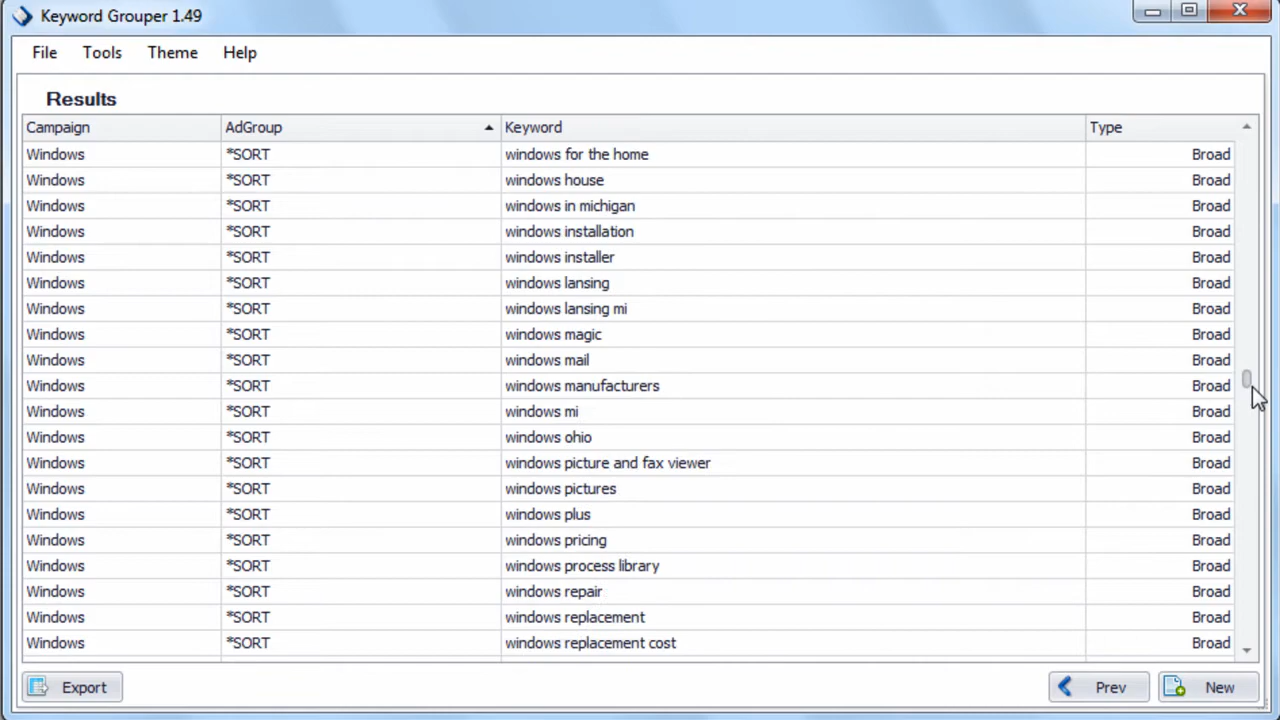 Keyword Grouper 1.49
File Tools Theme Help
Results
Campaign AdGroup Keyword Type
Windows *SORT windows for the home Broad
Windows *SORT windows house Broad
Windows *SORT windows in michigan Broad
Windows *SORT windows installation Broad
Windows *SORT windows installer Broad
Windows *SORT windows lansing Broad
Windows *SORT windows lansing mi Broad
Windows *SORT windows magic Broad
Windows *SORT windows mail Broad
Windows *SORT windows manufacturers Broad
Windows *SORT windows mi Broad
Windows *SORT windows ohio Broad
Windows *SORT windows picture and fax viewer Broad
Windows *SORT windows pictures Broad
Windows *SORT windows plus Broad
Windows *SORT windows pricing Broad
Windows *SORT windows process library Broad
Windows *SORT windows repair Broad
Windows *SORT windows replacement Broad
Windows *SORT windows replacement cost Broad
Export Prev New